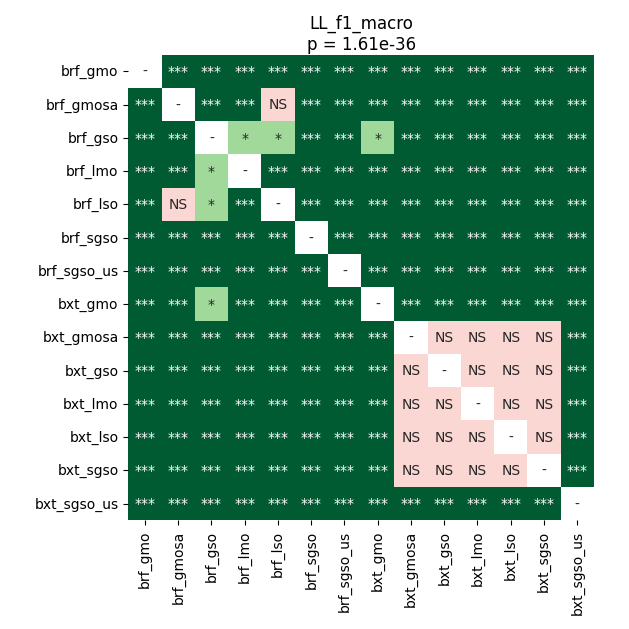 LL_f1_macro
p = 1.61e-36
brf_gmo - *** *** *** *** *** *** *** *** *** *** *** *** ***
brf_gmosa *** - *** *** NS *** *** *** *** *** *** *** *** ***
brf_gso *** *** - * * *** *** * *** *** *** *** *** ***
brf_lmo *** *** * - *** *** *** *** *** *** *** *** *** ***
brf_lso *** NS * *** - *** *** *** *** *** *** *** *** ***
brf_sgso *** *** *** *** *** - *** *** *** *** *** *** *** ***
brf_sgso_us *** *** *** *** *** *** - *** *** *** *** *** *** ***
bxt_gmo *** *** * *** *** *** *** - *** *** *** *** *** ***
bxt_gmosa *** *** *** *** *** *** *** *** - NS NS NS NS ***
bxt_gso *** *** *** *** *** *** *** *** NS - NS NS NS ***
bxt_lmo *** *** *** *** *** *** *** *** NS NS - NS NS ***
bxt_lso *** *** *** *** *** *** *** *** NS NS NS - NS ***
bxt_sgso *** *** *** *** *** *** *** *** NS NS NS NS - ***
bxt_sgso_us *** *** *** *** *** *** *** *** *** *** *** *** *** -
brf_gmo brf_gmosa brf_gso brf_lmo brf_lso brf_sgso brf_sgso_us bxt_gmo bxt_gmosa bxt_gso bxt_lmo bxt_lso bxt_sgso bxt_sgso_us